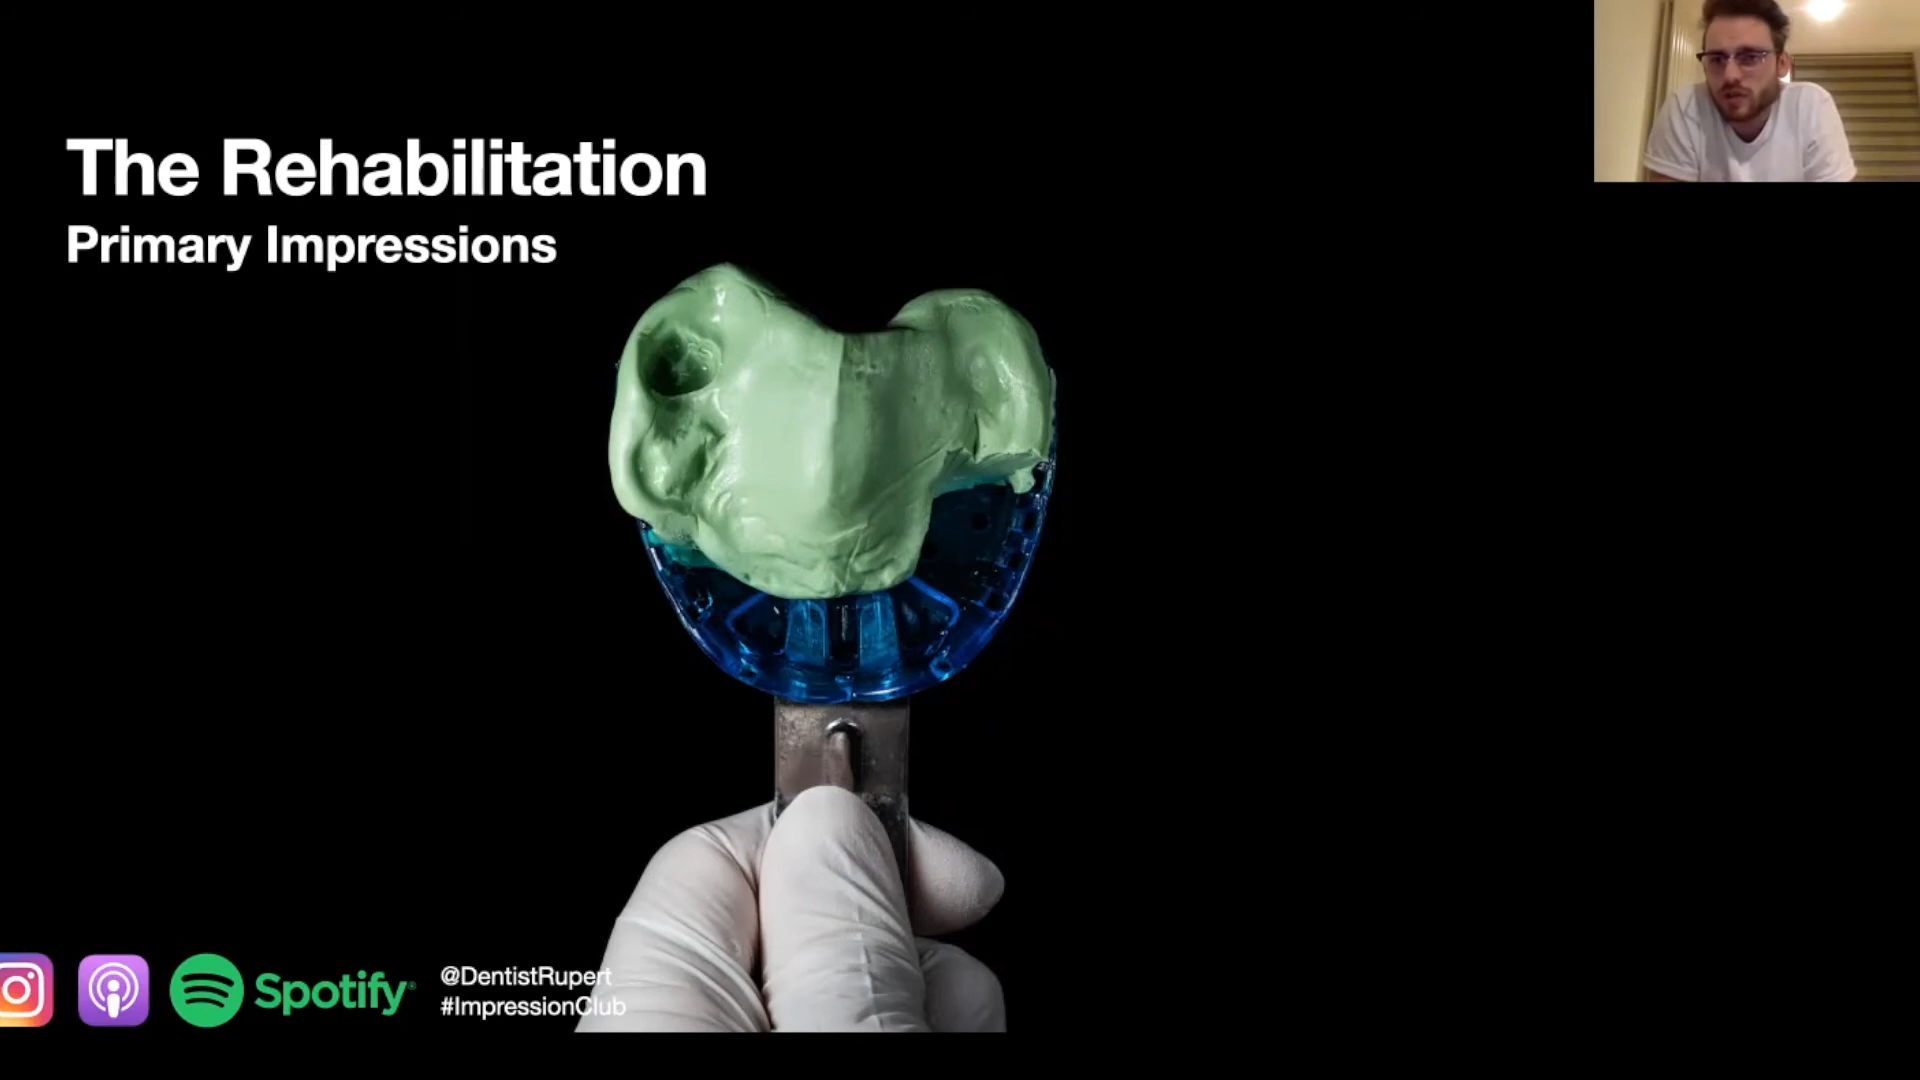 The Rehabilitation
Primary Impressions
Spotify
@DentistRupert
#ImpressionClub